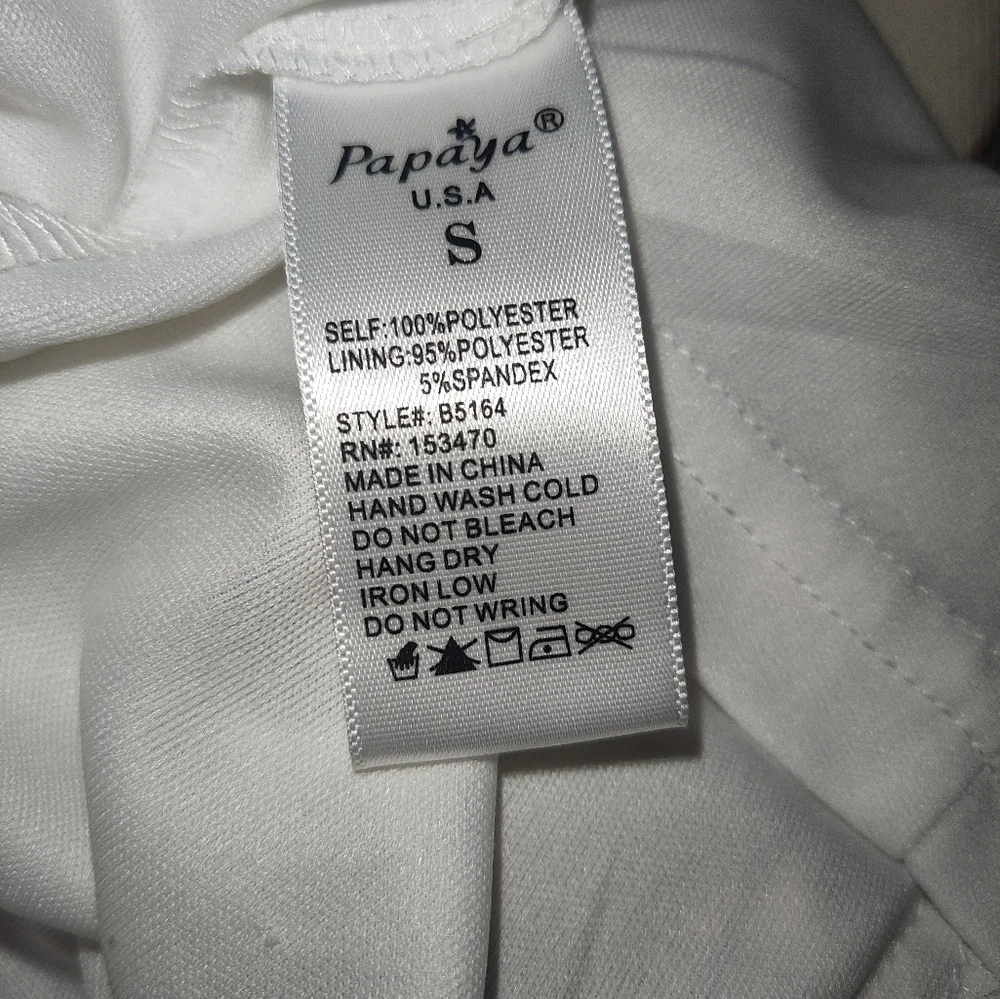 Papaya®
U.S.A
S
SELF:100%POLYESTER
LINING:95%POLYESTER
5%SPANDEX
STYLE#: B5164
RN#: 153470
MADE IN CHINA
HAND WASH COLD
DO NOT BLEACH
HANG DRY
IRON LOW
DO NOT WRING